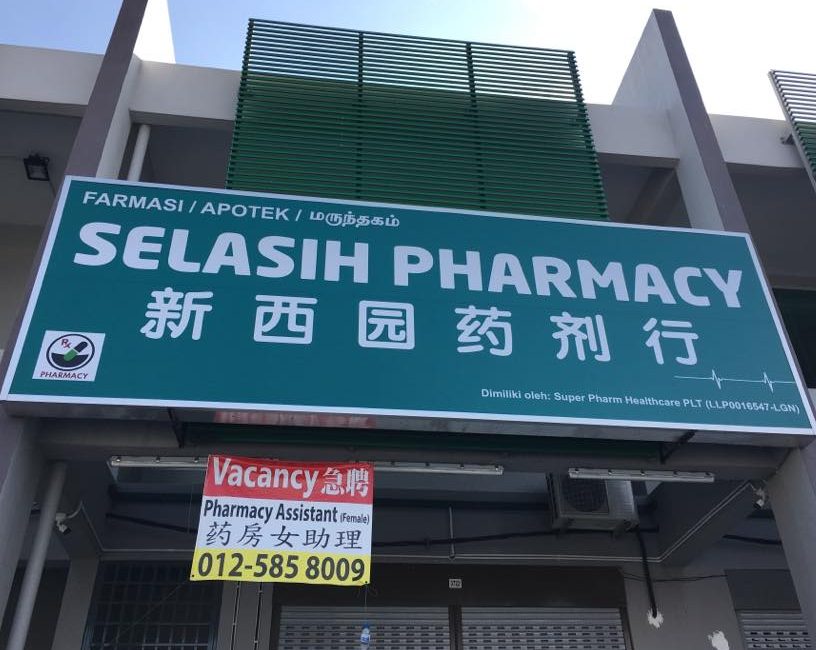 FARMASI / APOTEK / மருந்தகம்
SELASIH PHARMACY
新西园药剂行
Rx
PHARMACY
Dimiliki oleh: Super Pharm Healthcare PLT (LLP0016547-LGN)
Vacancy 急聘
Pharmacy Assistant (Female)
药房女助理
012-585 8009